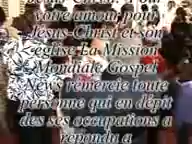 votre amour pour
Jésus-Christ et son
église La Mission
Mondiale Gospel
News remercie toute
personne qui en dépit
des ses occupations a
répondu a